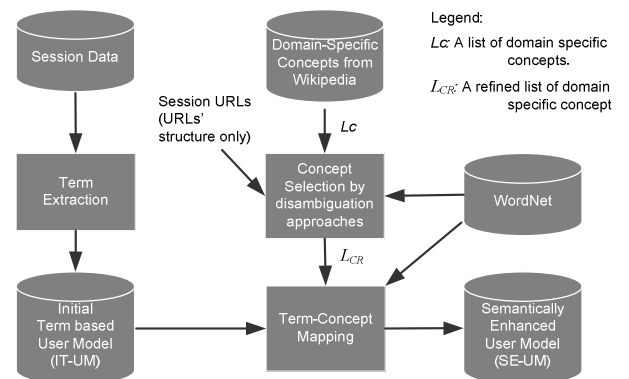 Session Data
Domain-Specific
Concepts from
Wikipedia
Legend:
Lc: A list of domain specific
concepts.
LCR: A refined list of domain
specific concept
Session URLs
(URLs'
structure only)
Lc
Term
Extraction
Concept
Selection by
disambiguation
approaches
WordNet
LCR
Initial
Term based
User Model
(IT-UM)
Term-Concept
Mapping
Semantically
Enhanced
User Model
(SE-UM)